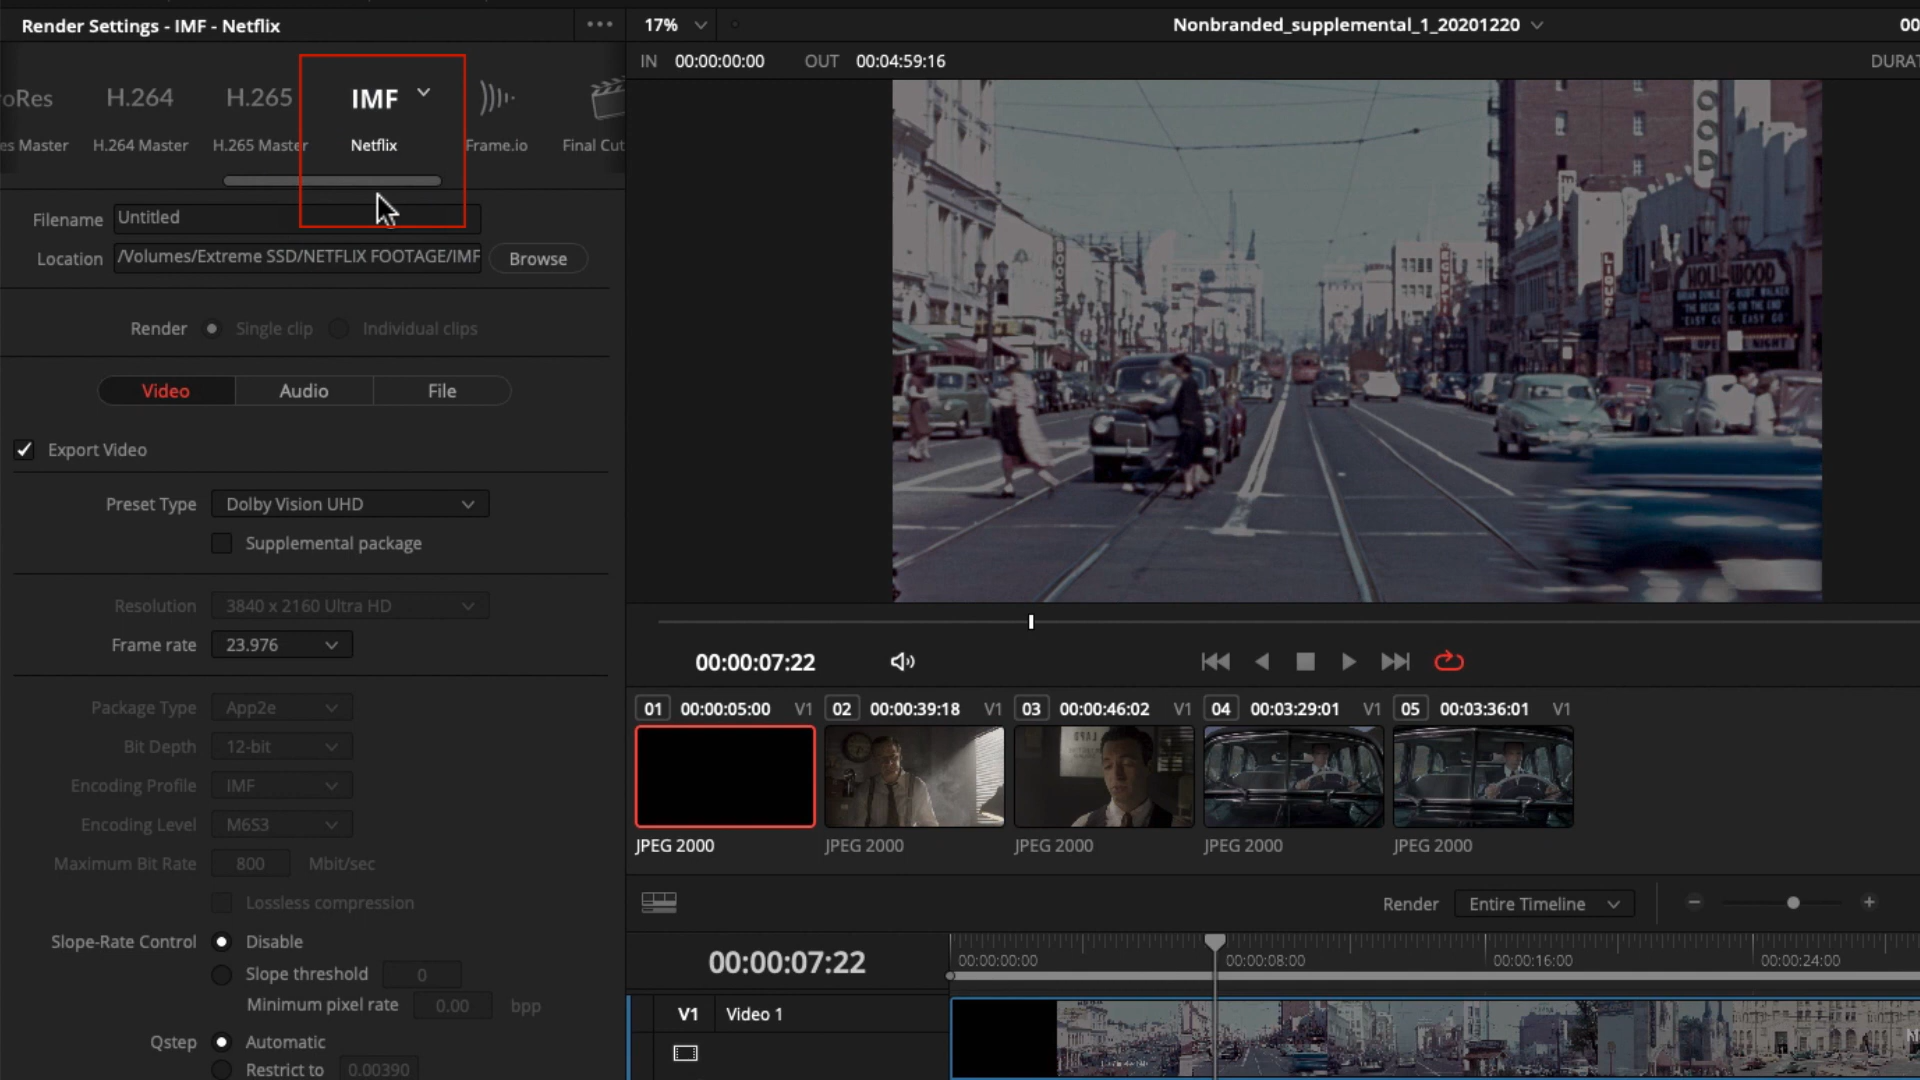 Render Settings - IMF - Netflix
17%
Nonbranded_supplemental_1_20201220
00
IN 00:00:00:00 OUT 00:04:59:16
DURAT
oRes H.264 H.265 IMF
es Master H.264 Master H.265 Master Netflix Frame.io Final Cut
Filename Untitled
Location /Volumes/Extreme SSD/NETFLIX FOOTAGE/IMF Browse
Render Single clip Individual clips
Video Audio File
Export Video
Preset Type Dolby Vision UHD
Supplemental package
Resolution 3840 x 2160 Ultra HD
Frame rate 23.976
Package Type App2e
Bit Depth 12-bit
Encoding Profile IMF
Encoding Level M6S3
Maximum Bit Rate 800 Mbit/sec
Lossless compression
Slope-Rate Control Disable
Slope threshold 0
Minimum pixel rate 0.00 bpp
Qstep Automatic
Restrict to 0.00390
BOOKS
LIQUOR
HOLLYWOOD
00:00:07:22
01 00:00:05:00 V1 02 00:00:39:18 V1 03 00:00:46:02 V1 04 00:03:29:01 V1 05 00:03:36:01 V1
JPEG 2000 JPEG 2000 JPEG 2000 JPEG 2000 JPEG 2000
Render Entire Timeline
00:00:07:22
00:00:00:00 00:00:08:00 00:00:16:00 00:00:24:00
V1 Video 1